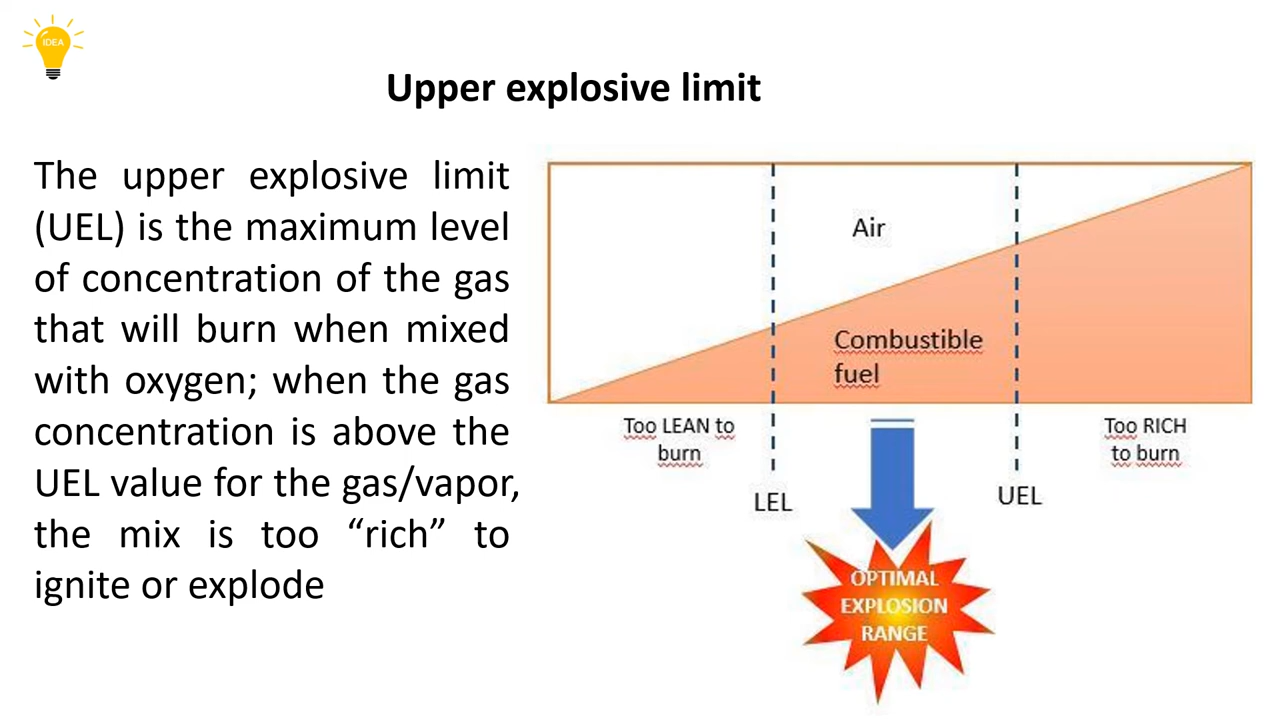 IDEA
Upper explosive limit
The upper explosive limit
(UEL) is the maximum level
of concentration of the gas
that will burn when mixed
with oxygen; when the gas
concentration is above the
UEL value for the gas/vapor,
the mix is too “rich” to
ignite or explode
Air
Combustible
fuel
Too LEAN to
burn
Too RICH
to burn
LEL
UEL
OPTIMAL
EXPLOSION
RANGE